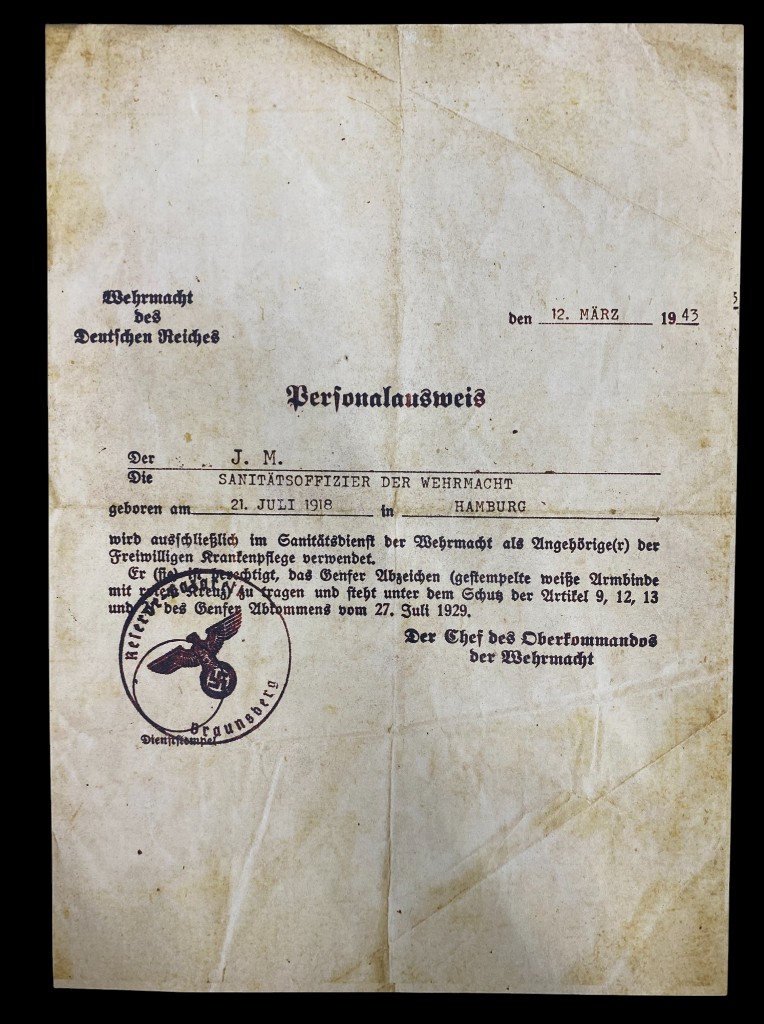 Wehrmacht
des
Deutschen Reiches
den 12. MÄRZ 1943
Personalausweis
Der J. M.
Die SANITÄTSOFFIZIER DER WEHRMACHT
geboren am 21. JULI 1918 in HAMBURG
wird ausschließlich im Sanitätsdienst der Wehrmacht als Angehörige(r) der
Freiwilligen Krankenpflege verwendet.
Er (sie) ist berechtigt, das Genfer Abzeichen (gestempelte weiße Armbinde
mit rotem Kreuz) zu tragen und steht unter dem Schutz der Artikel 9, 12, 13
und des Genfer Abkommens vom 27. Juli 1929.
Der Chef des Oberkommandos
der Wehrmacht
Braunsberg
Dienststempel